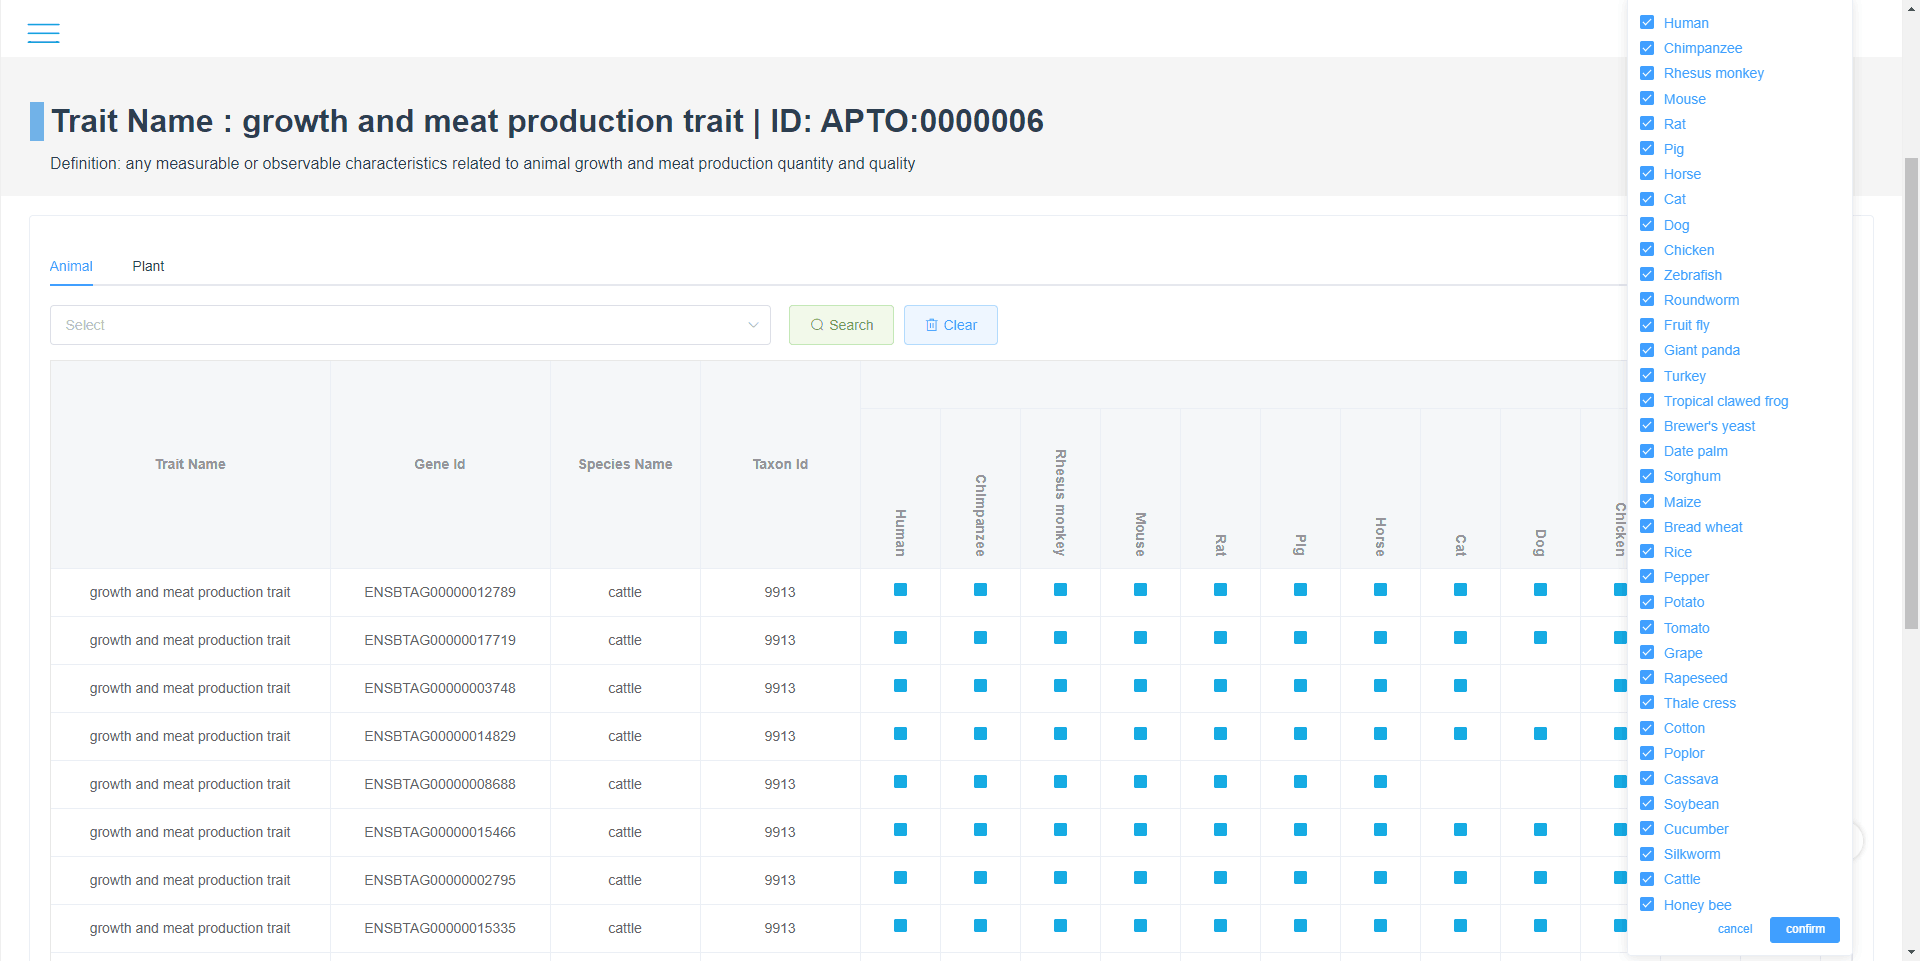 Trait Name : growth and meat production trait | ID: APTO:0000006
Definition: any measurable or observable characteristics related to animal growth and meat production quantity and quality
Animal Plant
Select Search Clear
Trait Name Gene Id Species Name Taxon Id Human Chimpanzee Rhesus monkey Mouse Rat Pig Horse Cat Dog Chicken
growth and meat production trait ENSBTAG00000012789 cattle 9913
growth and meat production trait ENSBTAG00000017719 cattle 9913
growth and meat production trait ENSBTAG00000003748 cattle 9913
growth and meat production trait ENSBTAG00000014829 cattle 9913
growth and meat production trait ENSBTAG00000008688 cattle 9913
growth and meat production trait ENSBTAG00000015466 cattle 9913
growth and meat production trait ENSBTAG00000002795 cattle 9913
growth and meat production trait ENSBTAG00000015335 cattle 9913
Human
Chimpanzee
Rhesus monkey
Mouse
Rat
Pig
Horse
Cat
Dog
Chicken
Zebrafish
Roundworm
Fruit fly
Giant panda
Turkey
Tropical clawed frog
Brewer's yeast
Date palm
Sorghum
Maize
Bread wheat
Rice
Pepper
Potato
Tomato
Grape
Rapeseed
Thale cress
Cotton
Poplor
Cassava
Soybean
Cucumber
Silkworm
Cattle
Honey bee
cancel confirm